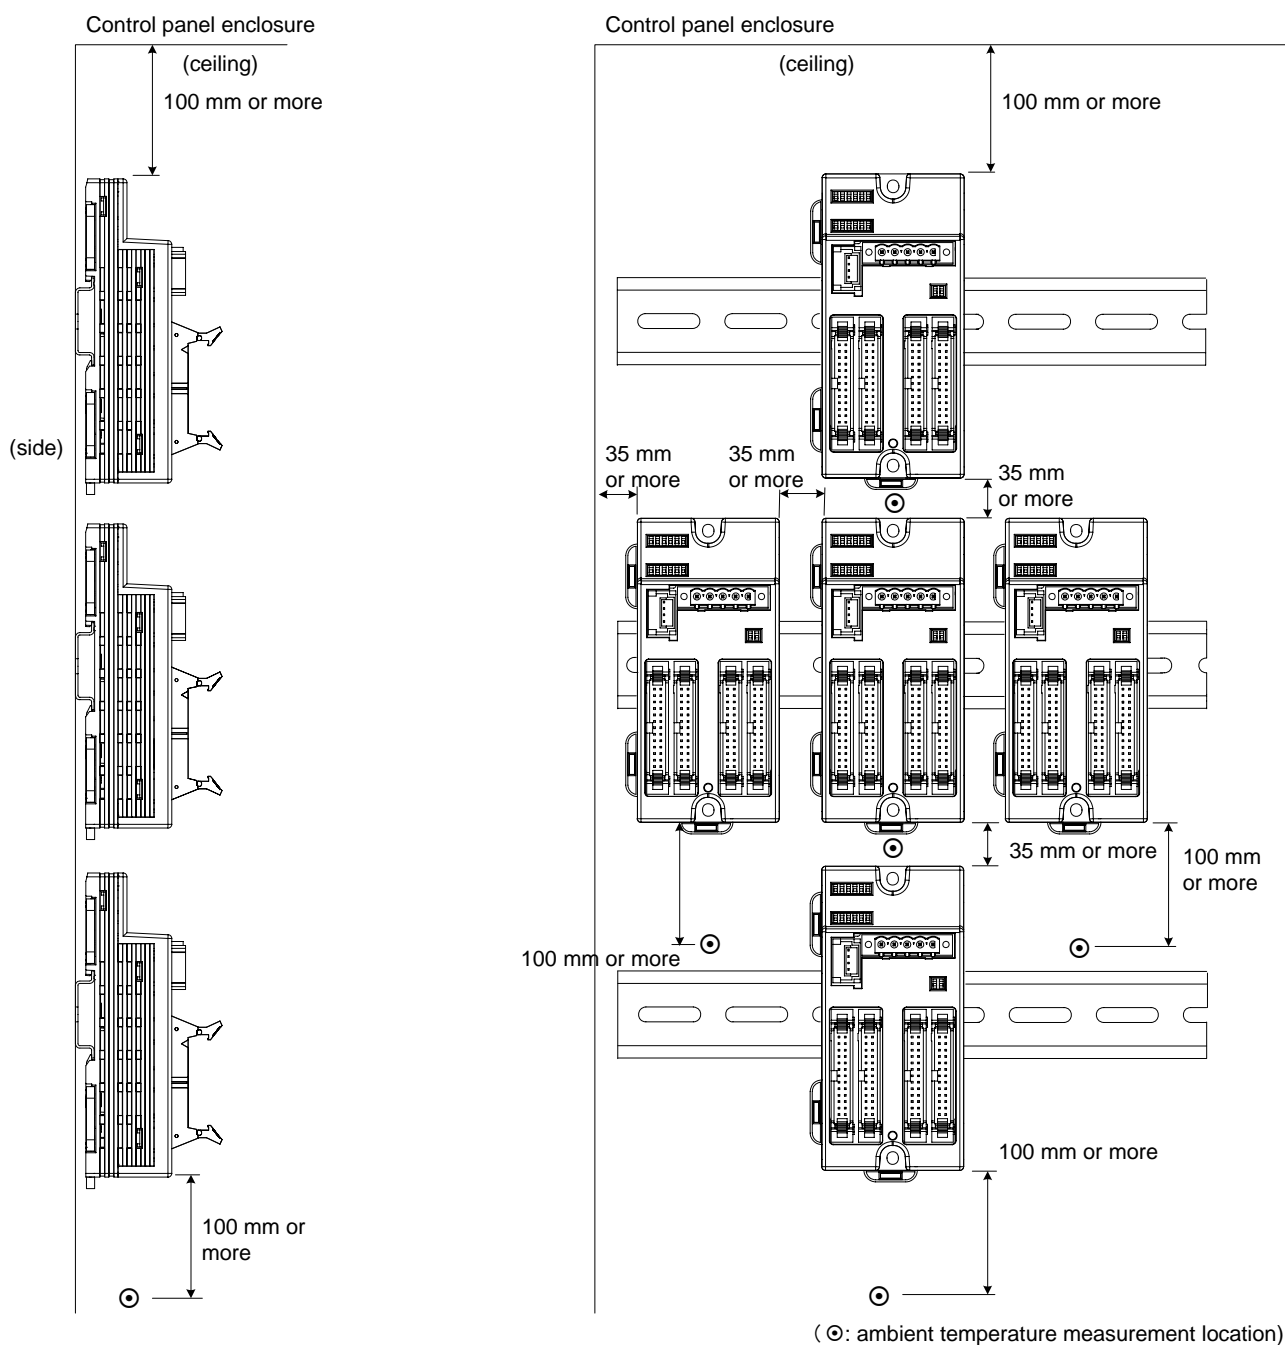 Control panel enclosure
(ceiling)
100 mm or more
(side)
100 mm or
more
Control panel enclosure
(ceiling)
100 mm or more
35 mm
or more
35 mm
or more
35 mm
or more
35 mm or more
100 mm
or more
100 mm or more
100 mm or more
(⊙: ambient temperature measurement location)